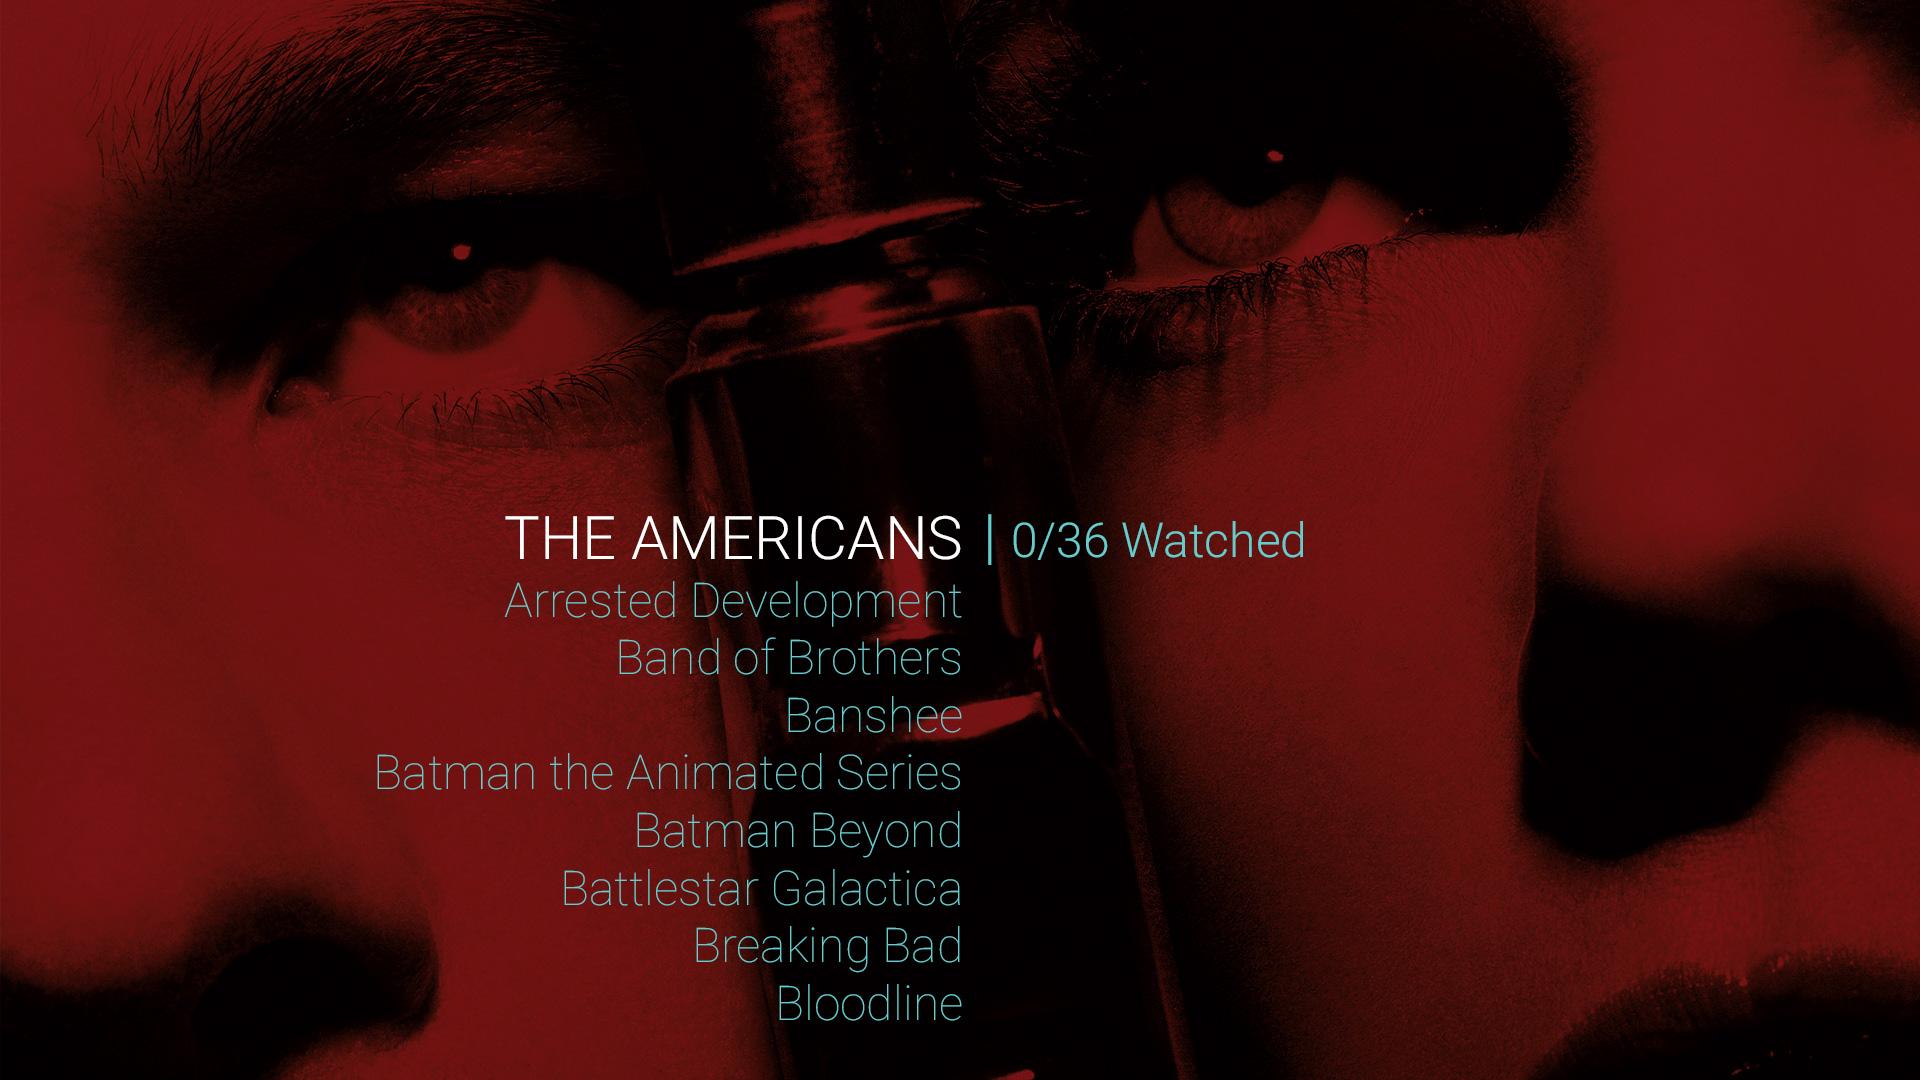 THE AMERICANS | 0/36 Watched
Arrested Development
Band of Brothers
Banshee
Batman the Animated Series
Batman Beyond
Battlestar Galactica
Breaking Bad
Bloodline